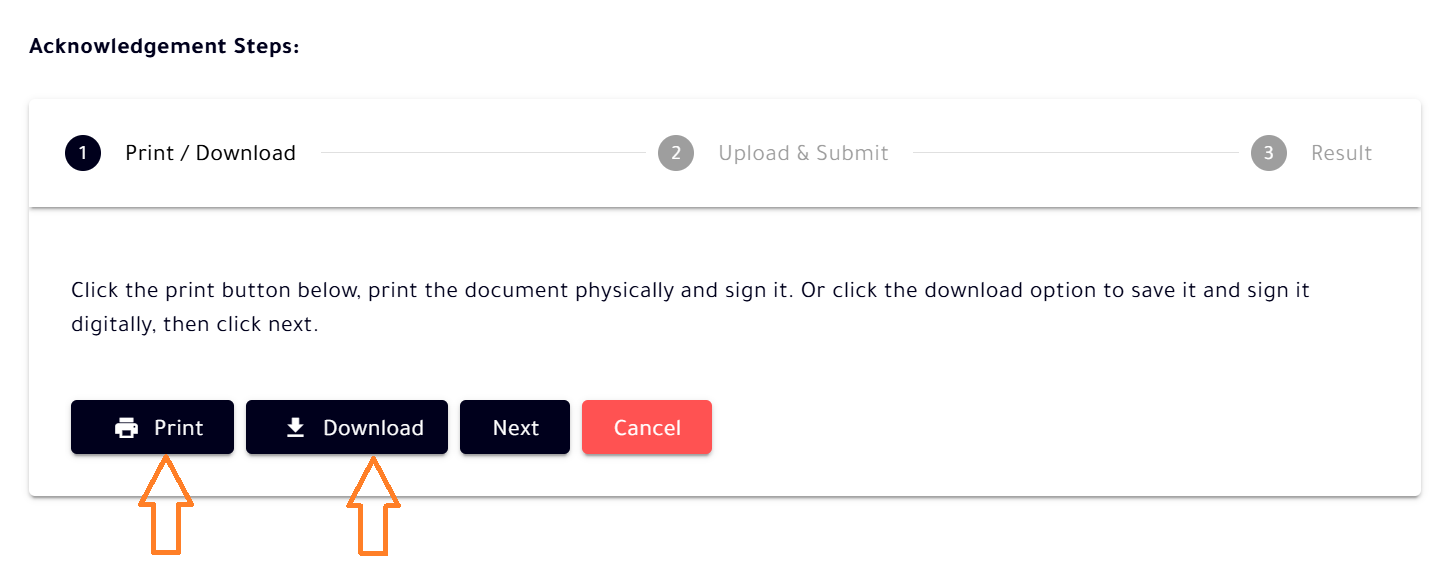 Acknowledgement Steps:
1 Print / Download 2 Upload & Submit 3 Result
Click the print button below, print the document physically and sign it. Or click the download option to save it and sign it
digitally, then click next.
Print Download Next Cancel